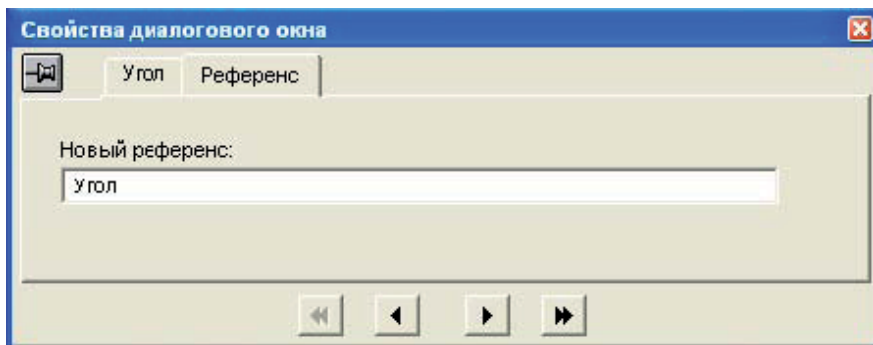 Свойства диалогового окна
Угол Референс
Новый референс:
Угол